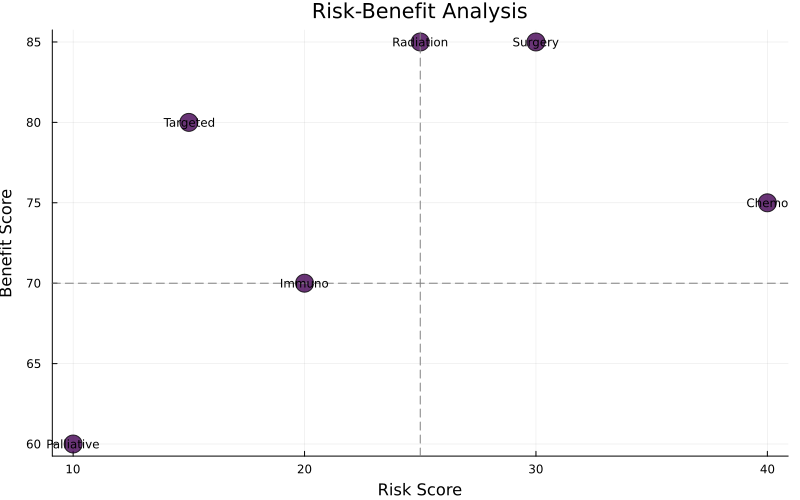 Risk-Benefit Analysis
85
Radiation
Surgery
80
Targeted
75
Chemo
Benefit Score
70
Immuno
65
60
Palliative
10
20
30
40
Risk Score